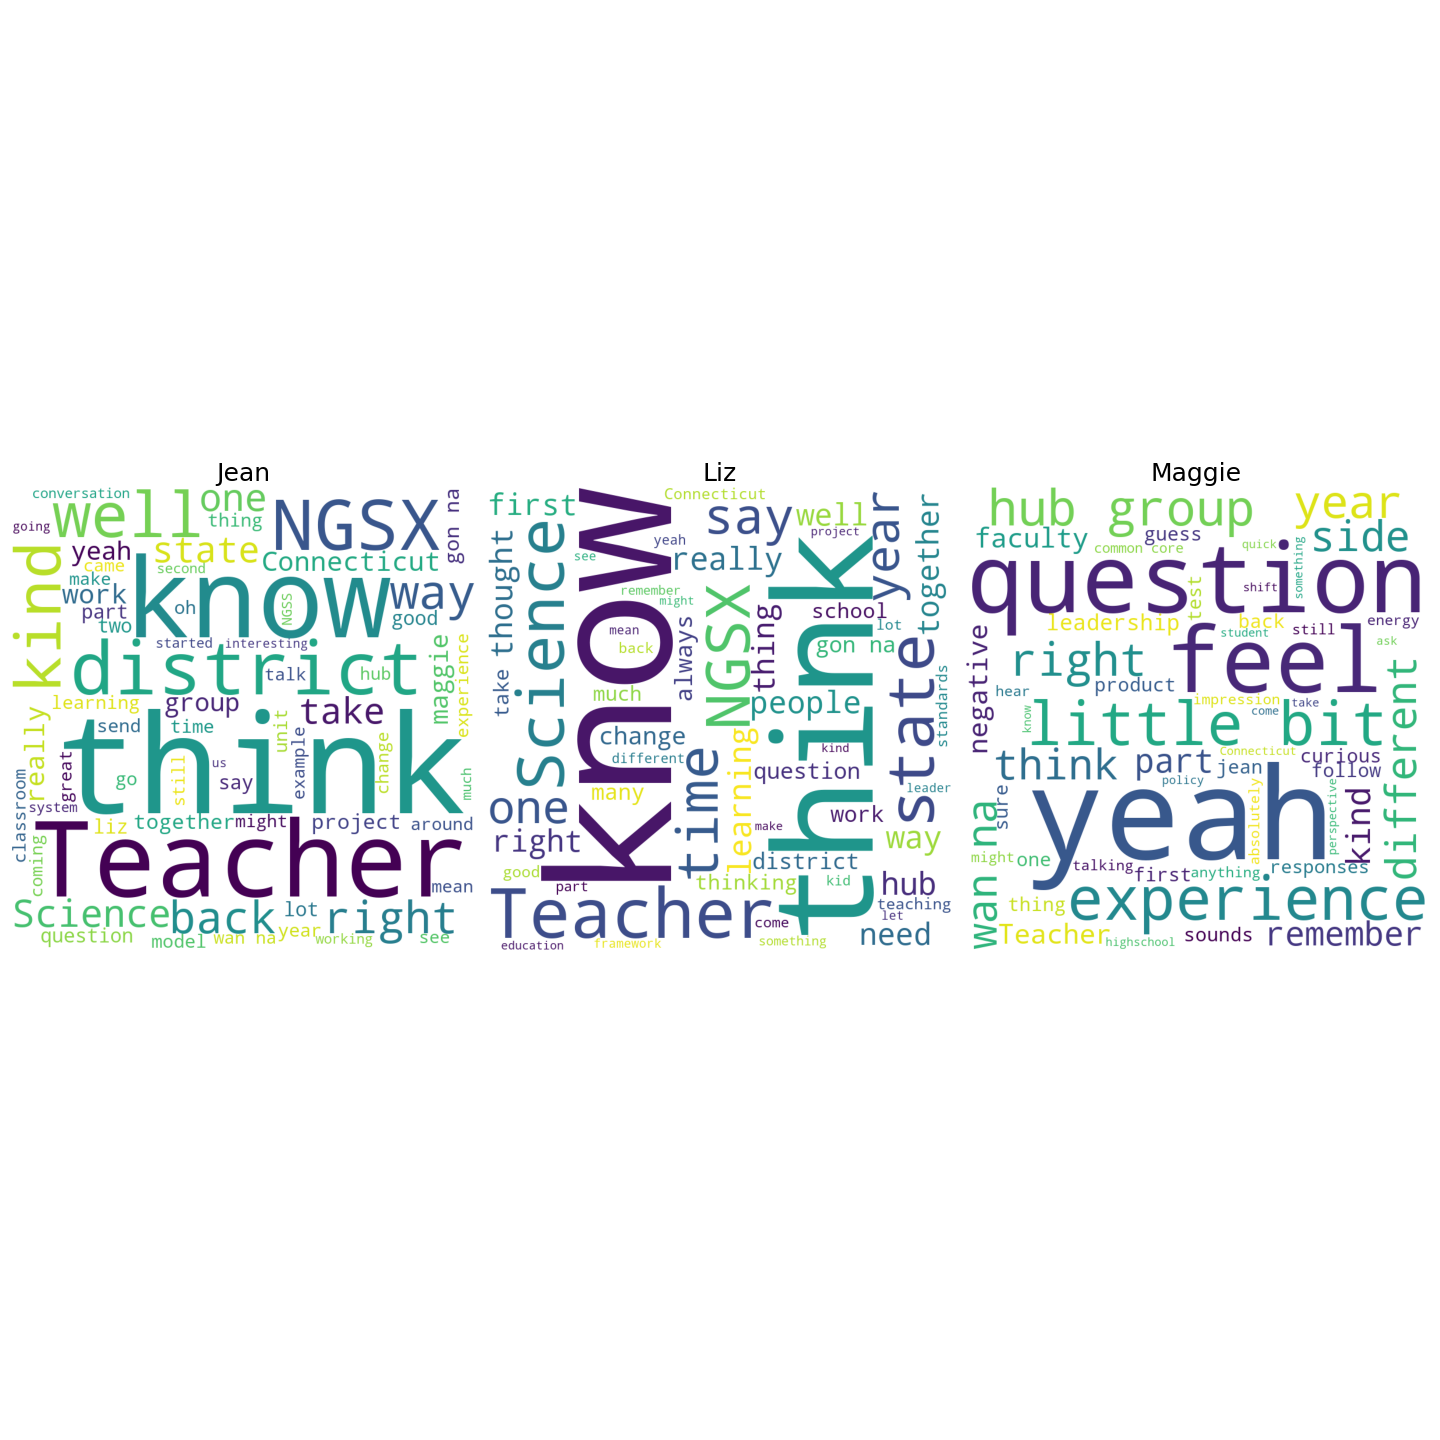 Jean
conversation
going
well
one
thing
NGSX
gon na
kind
yeah
came
make
work
part
two
state
second
Connecticut
know
oh
NGSS
way
good
started
interesting
district
talk
hub
maggie
experience
learning
really
send
group
time
take
unit
think
us
go
still
say
example
change
much
great
system
classroom
liz
together
might
project
around
coming
Teacher
mean
Science
back
lot
right
question
model
wan na
year
working
see
Liz
first
see
thought
take
Science
one
right
good
Teacher
part
education
know
Connecticut
yeah
say
well
project
really
remember
might
mean
back
always
much
change
different
many
time
NGSX
thing
learning
people
question
kind
make
work
district
thinking
kid
think
school
lot
gon na
year
together
state
standards
leader
way
hub
teaching
let
need
come
something
framework
Maggie
hub
group
year
faculty
guess
common core
quick
something
side
question
shift
leadership
test
back
student
still
energy
ask
negative
right
feel
hear
product
impression
come
take
know
little bit
different
think
part
jean
Connecticut
curious
follow
policy
sure
yeah
absolutely
perspective
kind
wan na
might
one
talking
first
anything
responses
experience
thing
Teacher
highschool
sounds
remember